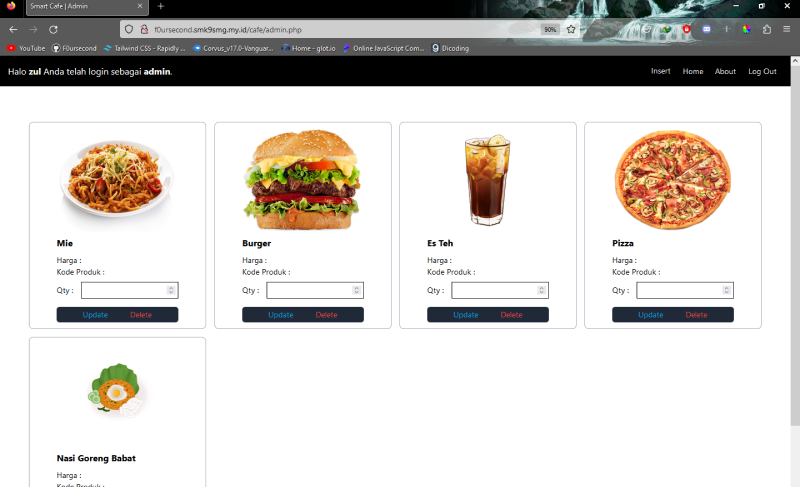 Smart Cafe | Admin
f0ursecond.smk9smg.my.id/cafe/admin.php
90%
YouTube
F0ursecond
Tailwind CSS - Rapidly ...
Corvus_v17.0-Vanguar...
Home - glot.io
Online JavaScript Com...
Dicoding
Halo zul Anda telah login sebagai admin.
Insert Home About Log Out
Mie
Harga :
Kode Produk :
Qty :
Update Delete
Burger
Harga :
Kode Produk :
Qty :
Update Delete
Es Teh
Harga :
Kode Produk :
Qty :
Update Delete
Pizza
Harga :
Kode Produk :
Qty :
Update Delete
Nasi Goreng Babat
Harga :
Kode Produk :